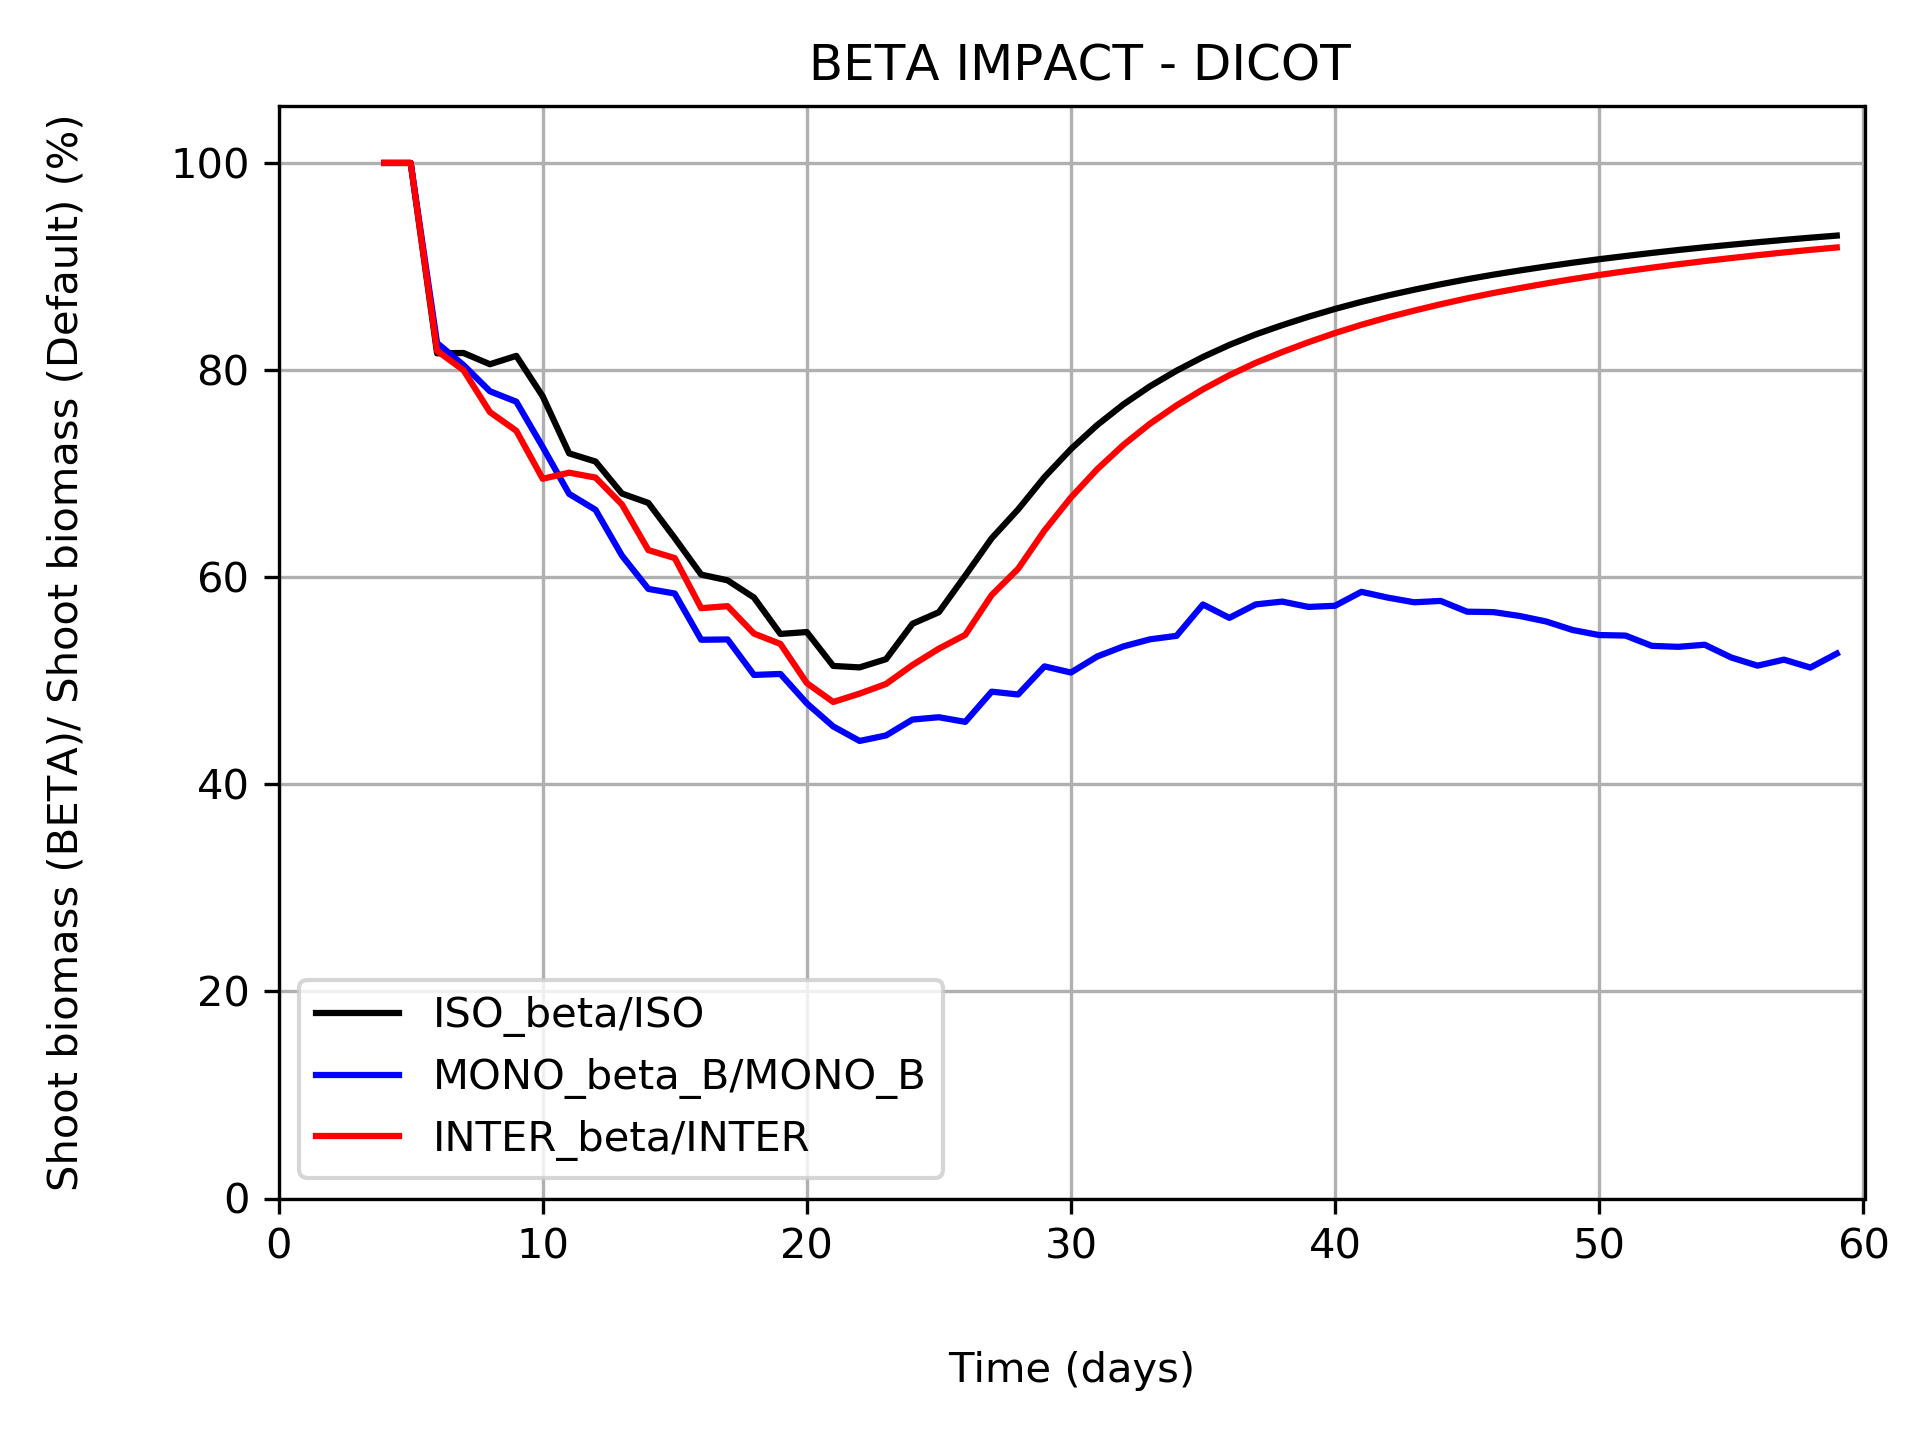 BETA IMPACT - DICOT
Shoot biomass (BETA)/ Shoot biomass (Default) (%)
100
80
60
40
20
0
ISO_beta/ISO
MONO_beta_B/MONO_B
INTER_beta/INTER
0 10 20 30 40 50 60
Time (days)